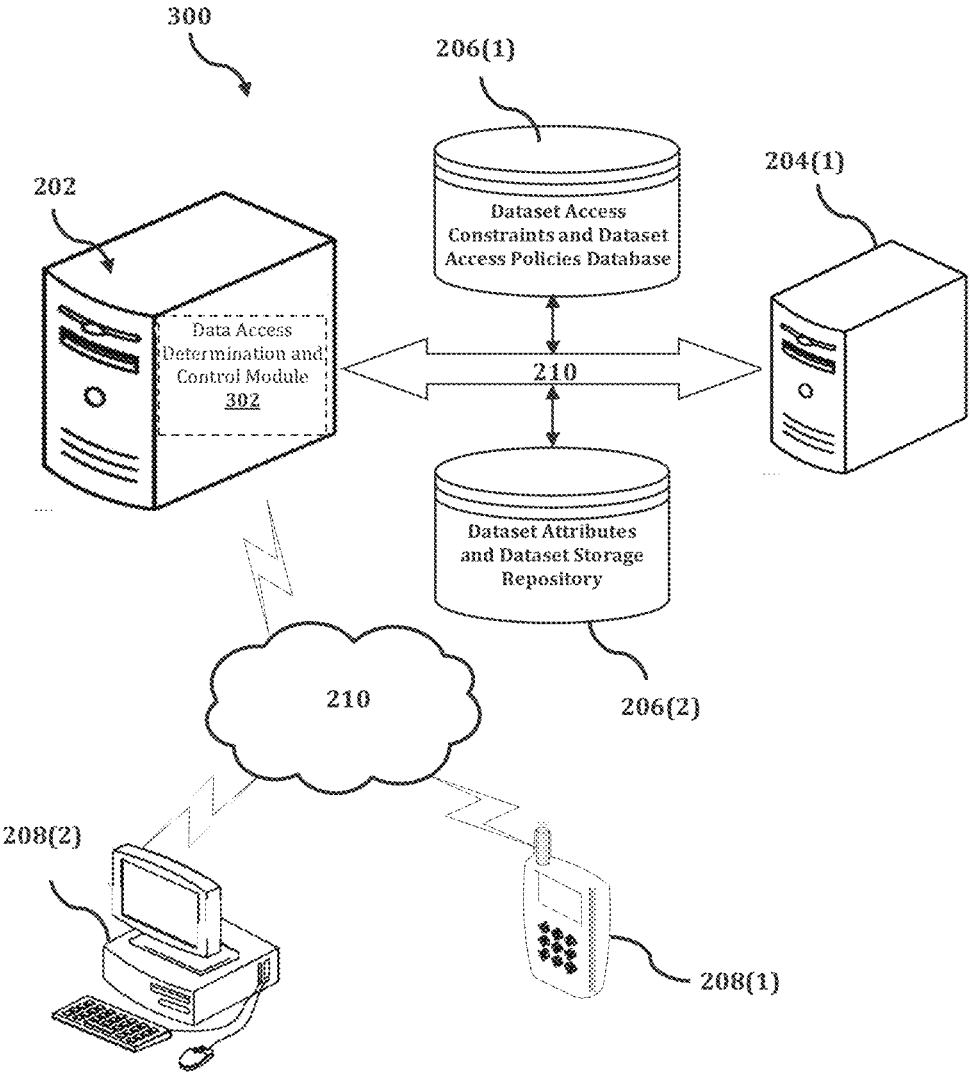 300
206(1)
204(1)
202
Dataset Access
Constraints and Dataset
Access Policies Database
Data Access
Determination and
Control Module
302
210
Dataset Attributes
and Dataset Storage
Repository
206(2)
210
208(2)
208(1)